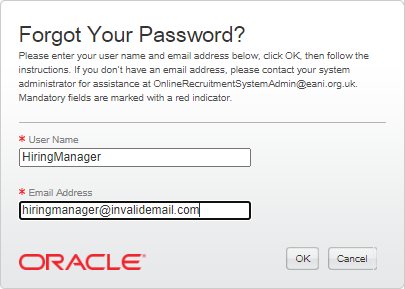 Forgot Your Password?
Please enter your user name and email address below, click OK, then follow the
instructions. If you don't have an email address, please contact your system
administrator for assistance at OnlineRecruitmentSystemAdmin@eani.org.uk.
Mandatory fields are marked with a red indicator.
* User Name
HiringManager
* Email Address
hiringmanager@invalidemail.com
ORACLE OK Cancel